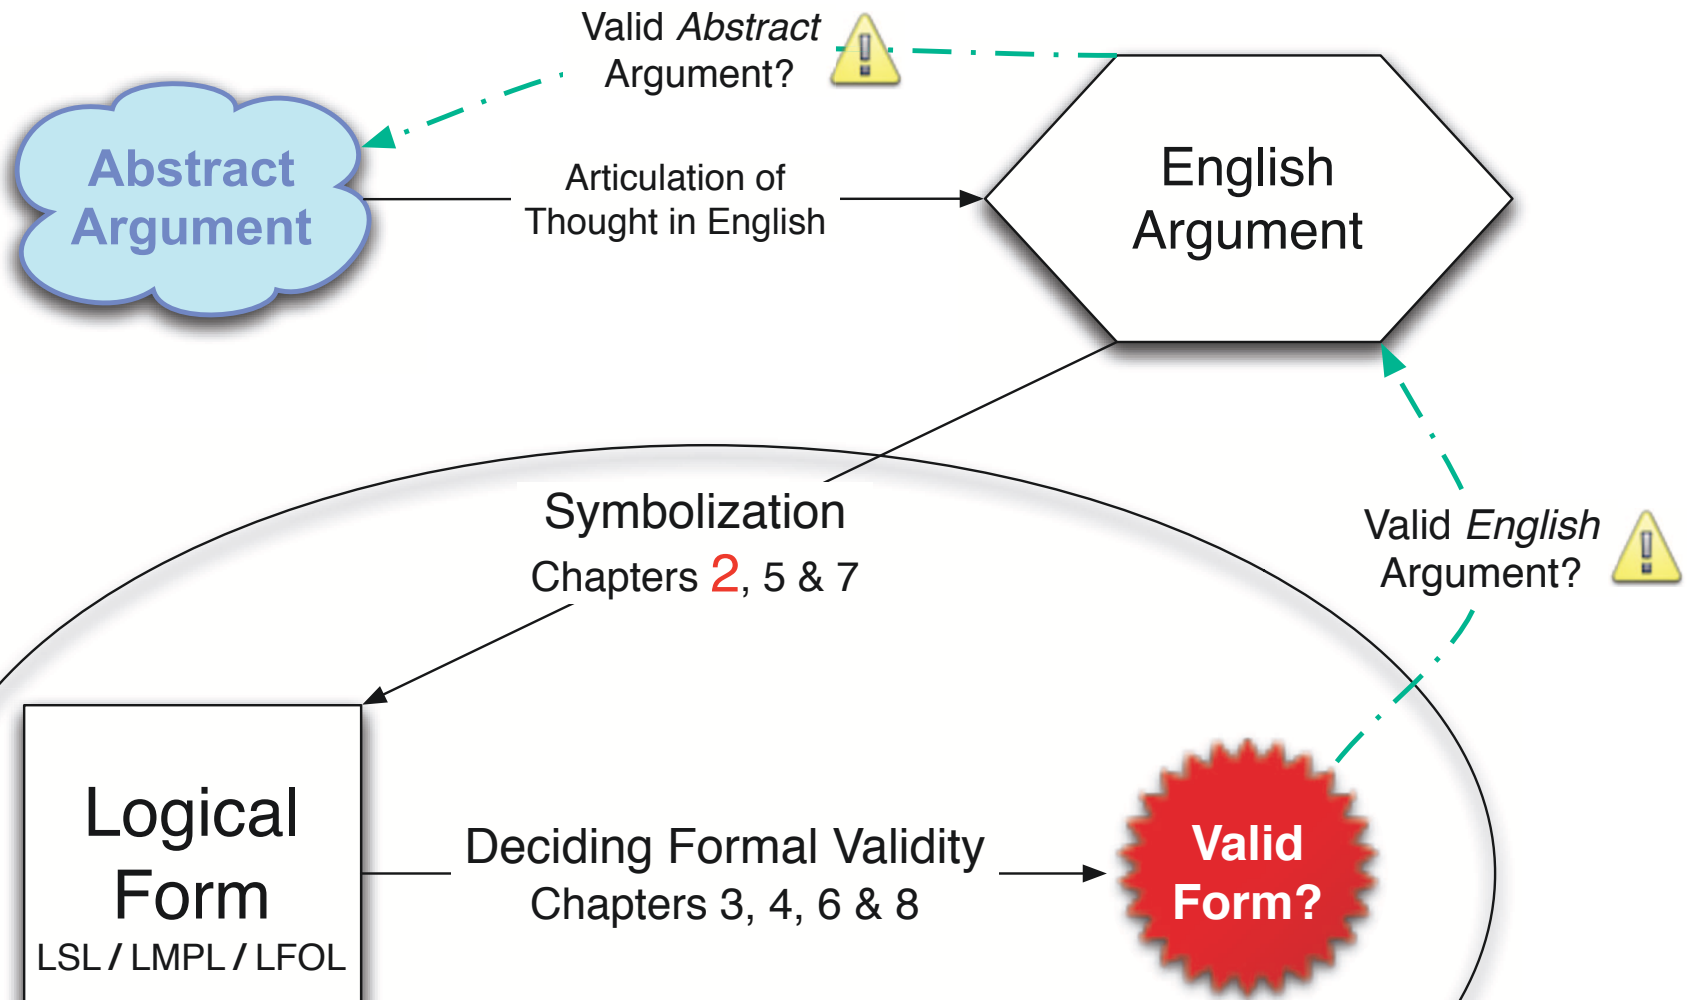 Valid Abstract
Argument?
Abstract
Argument
Articulation of
Thought in English
English
Argument
Symbolization
Chapters 2, 5 & 7
Valid English
Argument?
Logical
Form
LSL / LMPL / LFOL
Deciding Formal Validity
Chapters 3, 4, 6 & 8
Valid
Form?